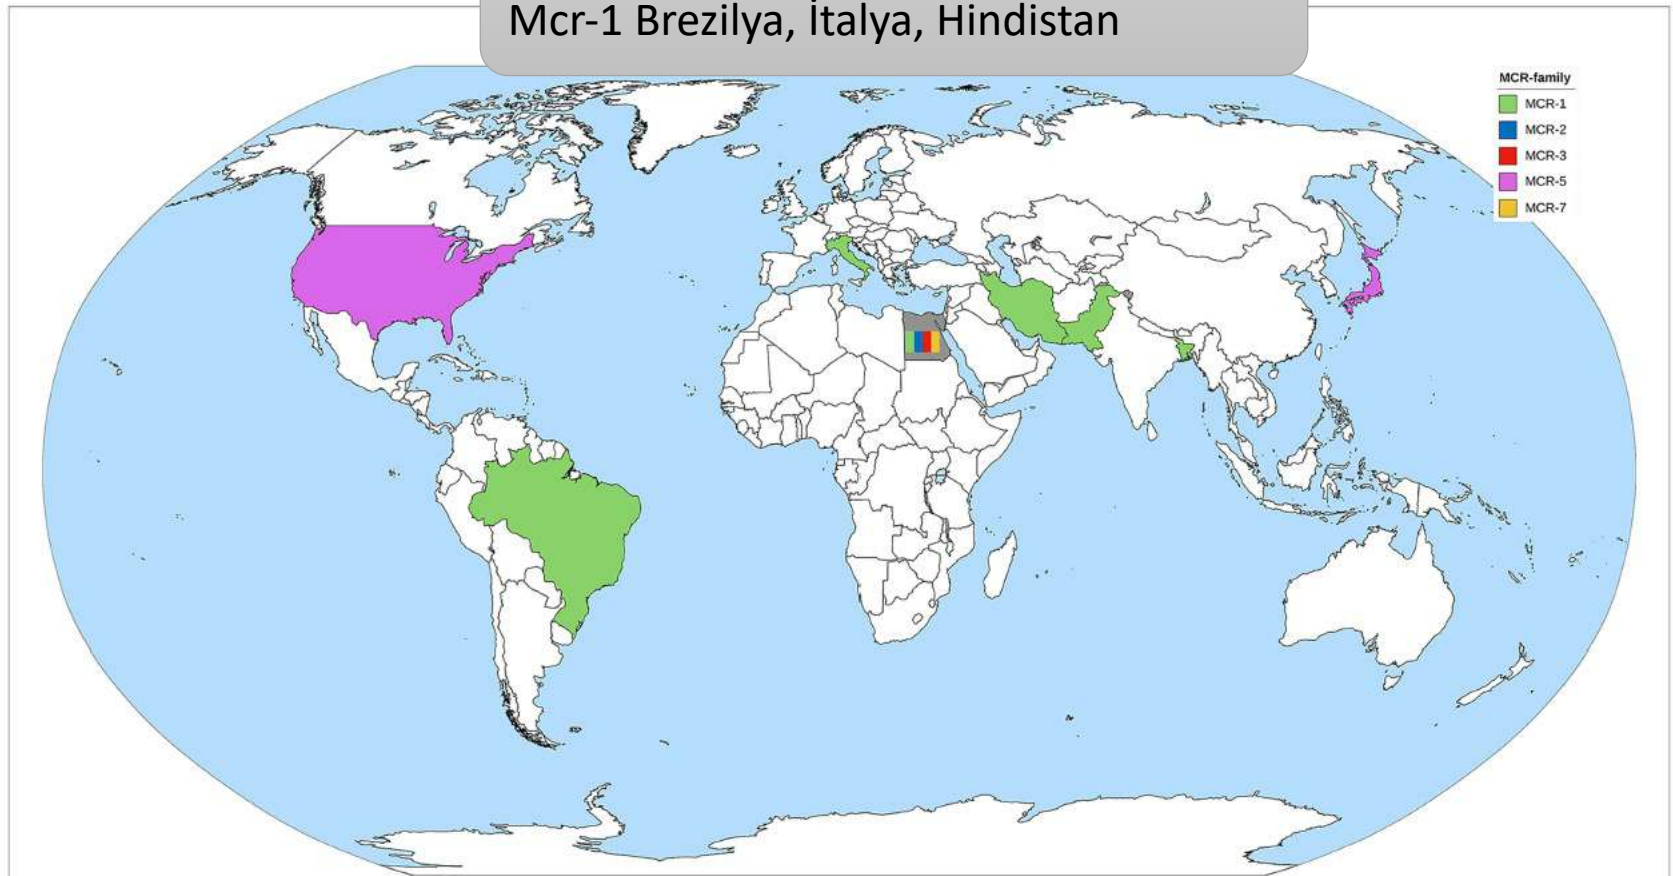 Mcr-1 Brezilya, İtalya, Hindistan
MCR-family
MCR-1
MCR-2
MCR-3
MCR-5
MCR-7